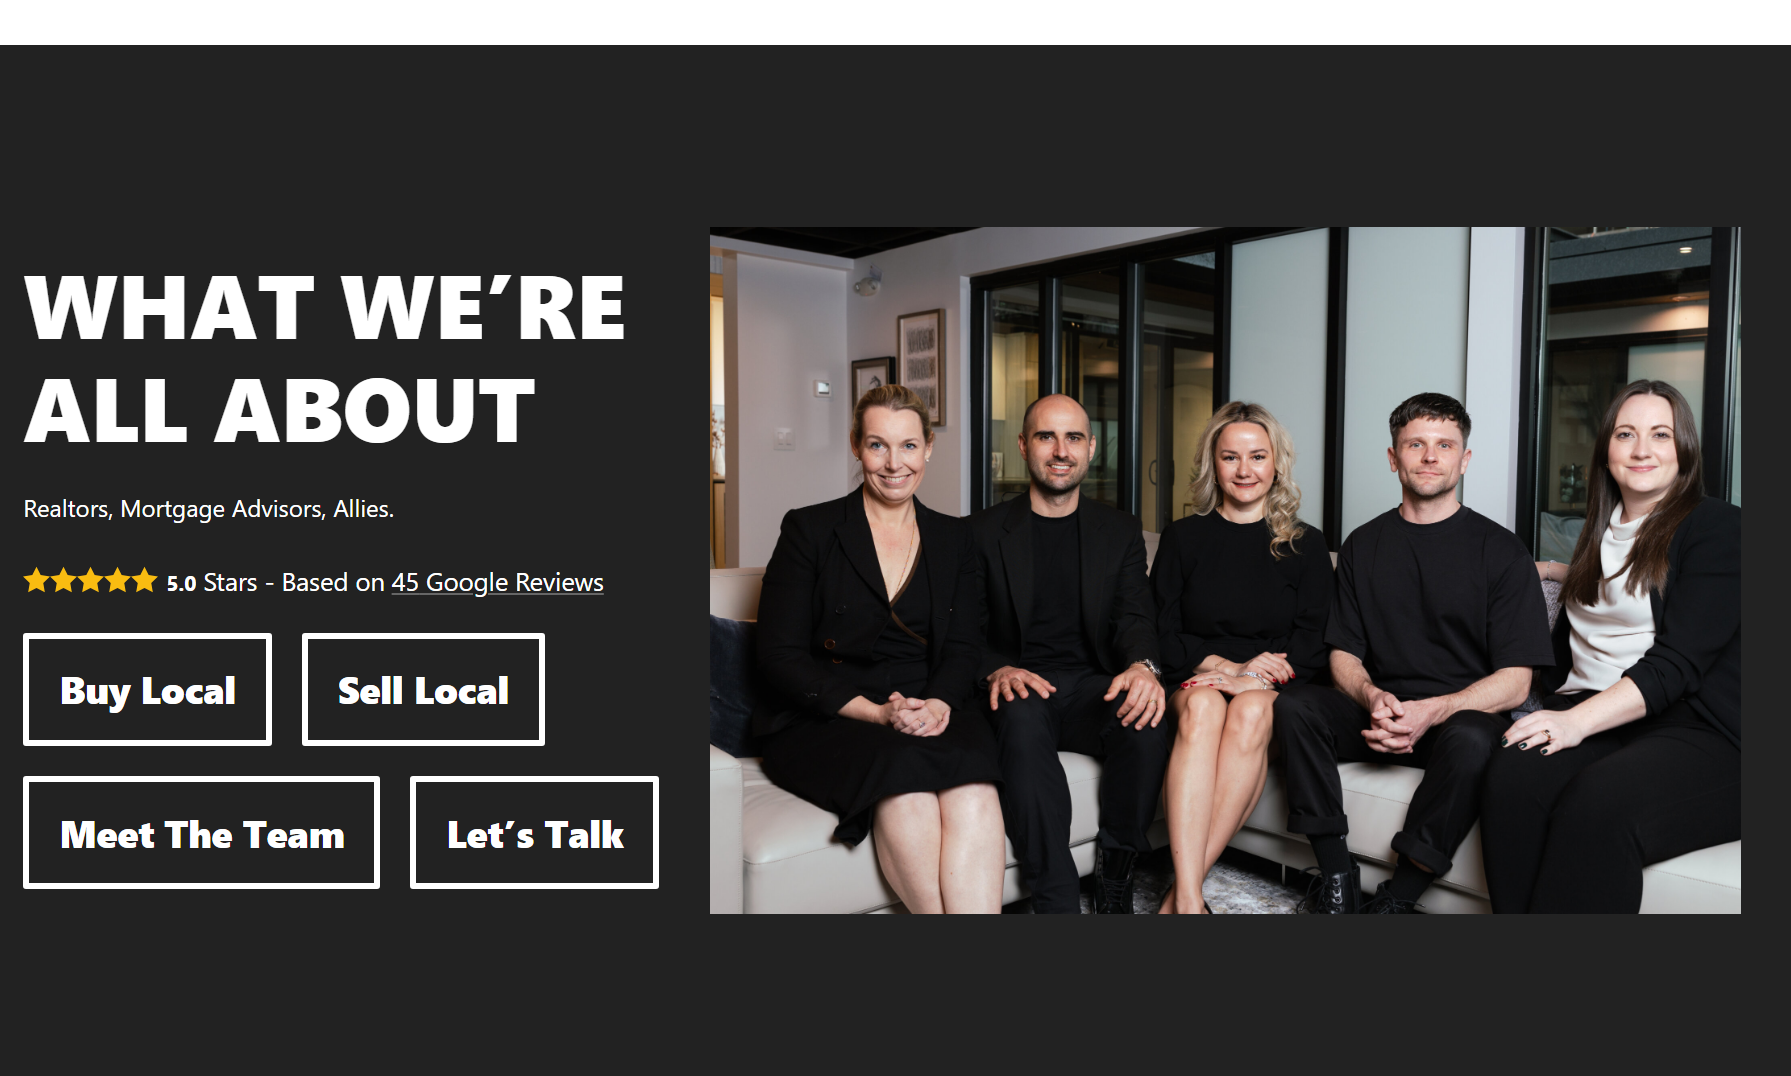 WHAT WE’RE
ALL ABOUT
Realtors, Mortgage Advisors, Allies.
5.0 Stars - Based on 45 Google Reviews
Buy Local
Sell Local
Meet The Team
Let’s Talk